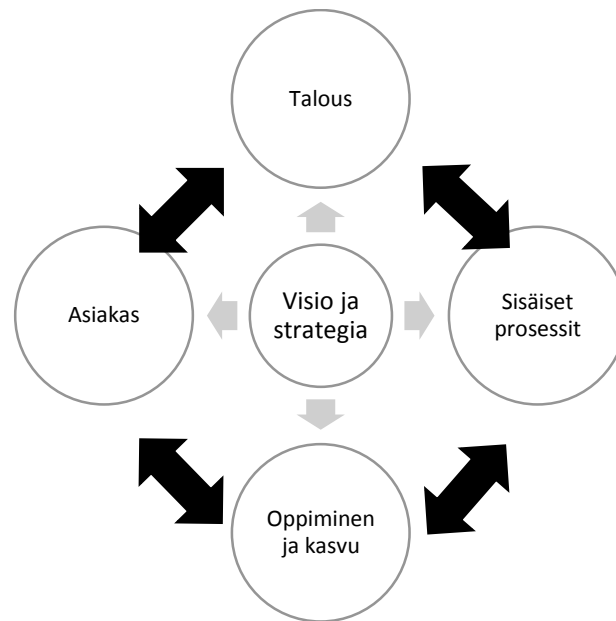 Talous
Asiakas
Visio ja
strategia
Sisäiset
prosessit
Oppiminen
ja kasvu